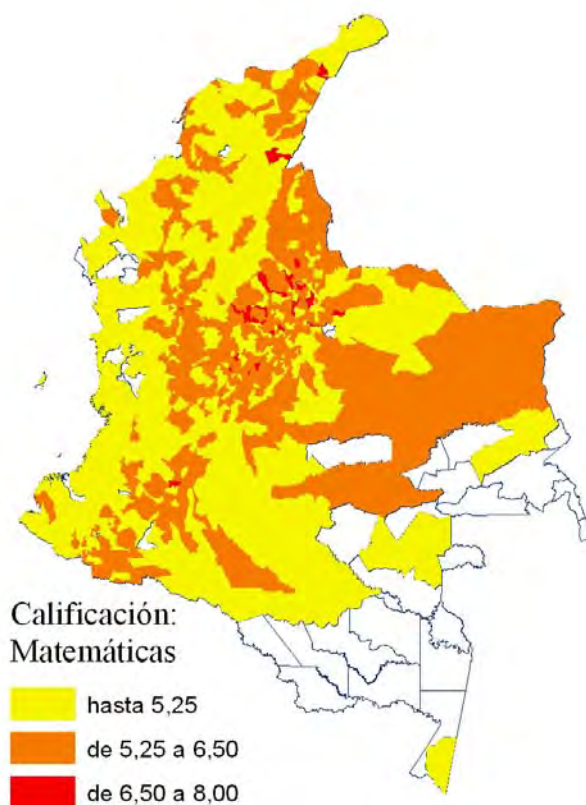 Calificación:
Matemáticas
hasta 5,25
de 5,25 a 6,50
de 6,50 a 8,00